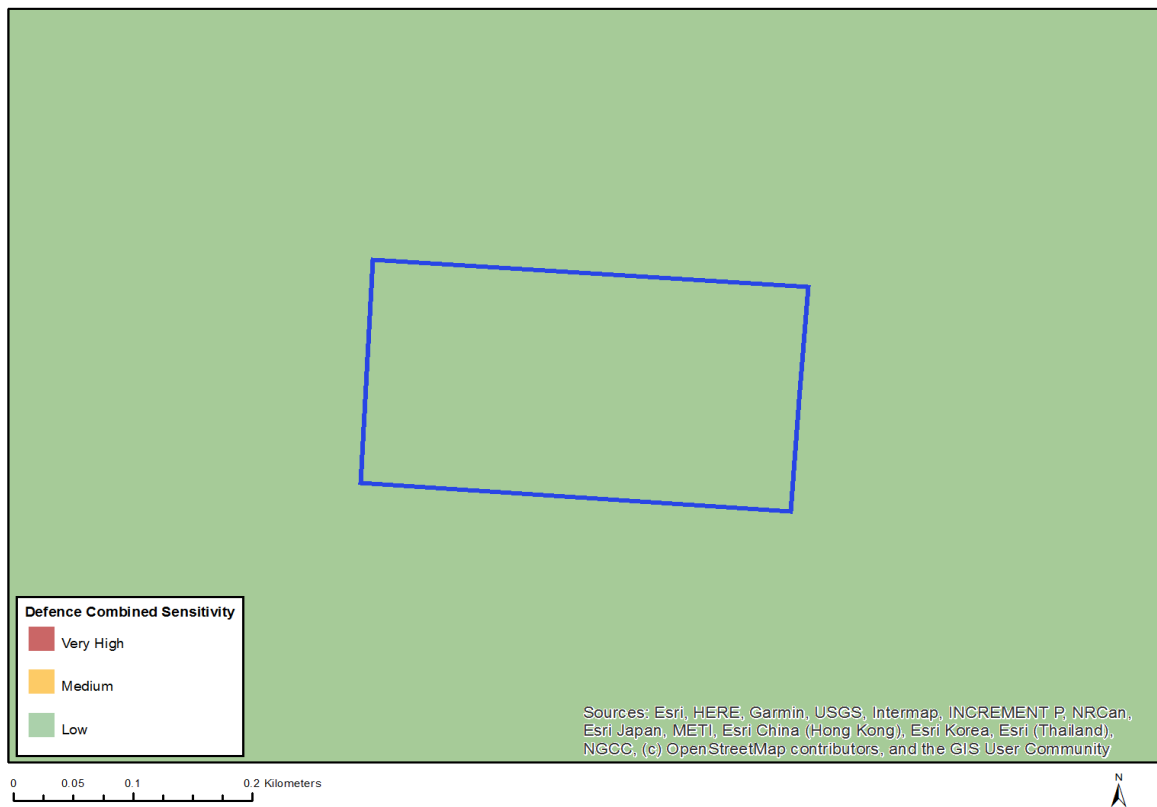 Defence Combined Sensitivity
Very High
Medium
Low
Sources: Esri, HERE, Garmin, USGS, Intermap, INCREMENT P, NRCan,
Esri Japan, METI, Esri China (Hong Kong), Esri Korea, Esri (Thailand),
NGCC, (c) OpenStreetMap contributors, and the GIS User Community
0 0.05 0.1 0.2 Kilometers
N